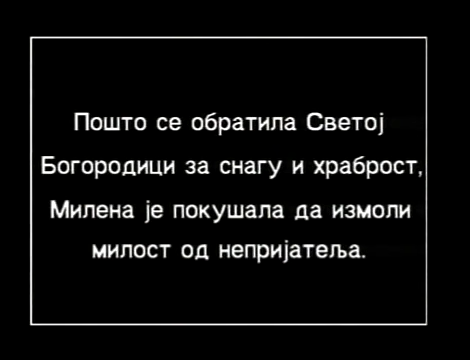 Пошто се обратила Светој
Богородици за снагу и храброст,
Милена је покушала да измоли
милост од непријатеља.